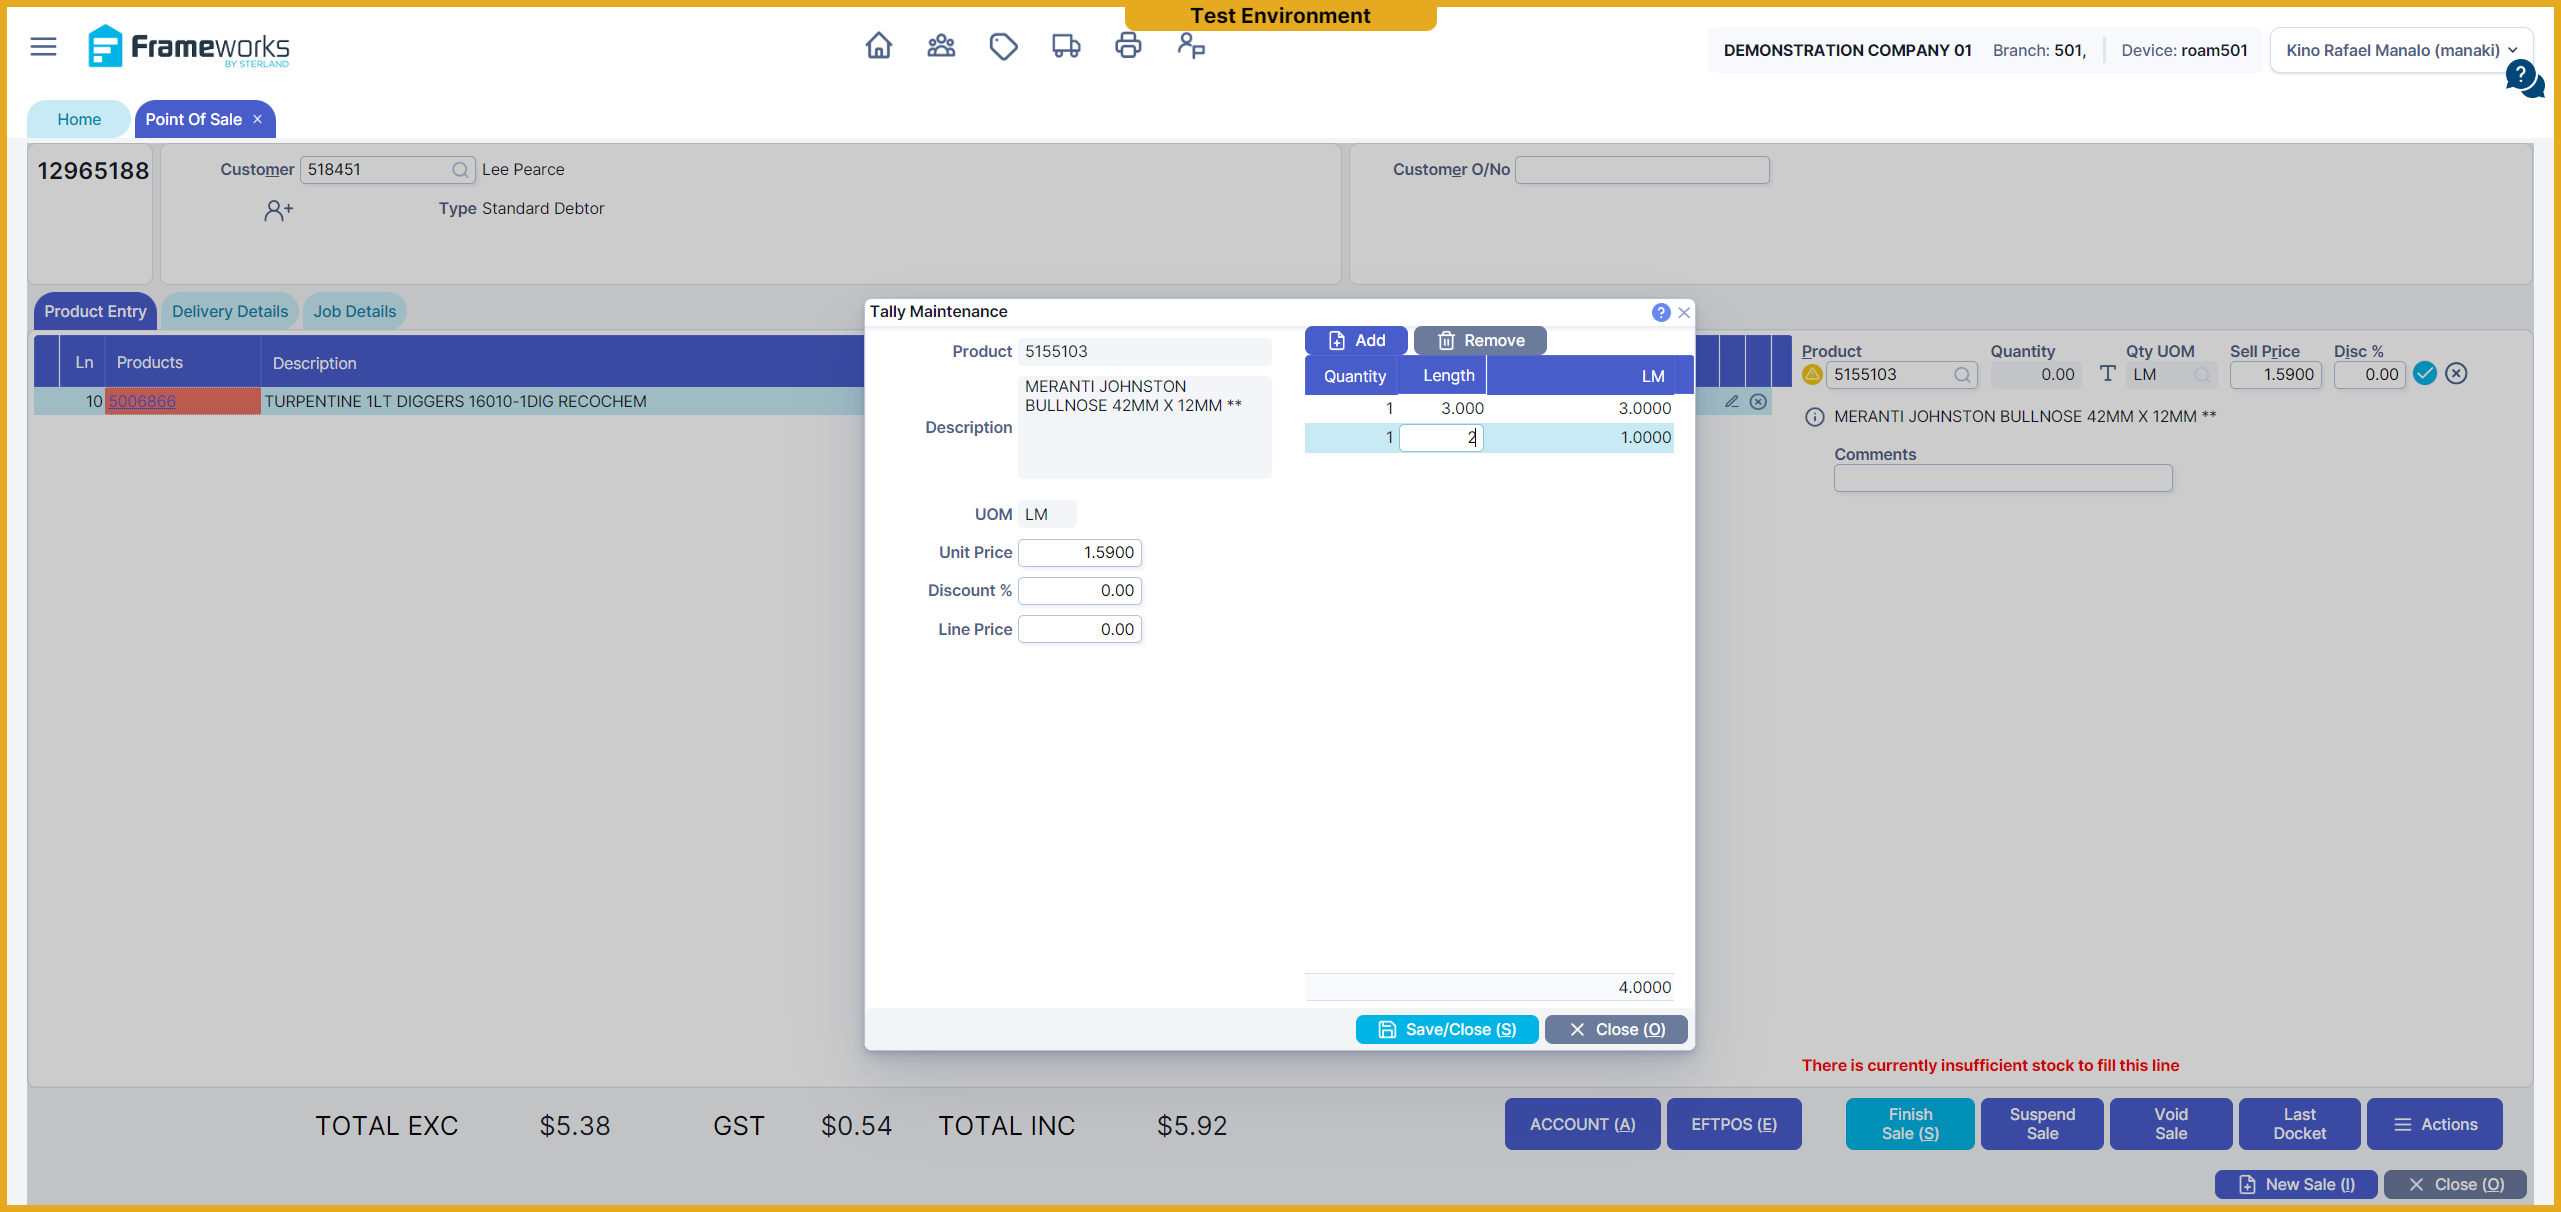 Test Environment
Frameworks
BY STERLAND
DEMONSTRATION COMPANY 01 Branch: 501, Device: roam501
Kino Rafael Manalo (manaki)
?
Home
Point Of Sale ×
12965188
Customer 518451 Lee Pearce
Type Standard Debtor
Customer O/No
Product Entry
Delivery Details
Job Details
Ln Products Description
10 5006866 TURPENTINE 1LT DIGGERS 16010-1DIG RECOCHEM
Tally Maintenance
?
Product 5155103
Description MERANTI JOHNSTON
BULLNOSE 42MM X 12MM **
UOM LM
Unit Price 1.5900
Discount % 0.00
Line Price 0.00
Add
Remove
Quantity Length LM
1 3.000 3.0000
1 2 1.0000
4.0000
Save/Close (S)
Close (O)
Product Quantity Qty UOM Sell Price Disc %
5155103 0.00 T LM 1.5900 0.00
MERANTI JOHNSTON BULLNOSE 42MM X 12MM **
Comments
There is currently insufficient stock to fill this line
TOTAL EXC $5.38 GST $0.54 TOTAL INC $5.92
ACCOUNT (A)
EFTPOS (E)
Finish
Sale (S)
Suspend
Sale
Void
Sale
Last
Docket
Actions
New Sale (I)
Close (O)